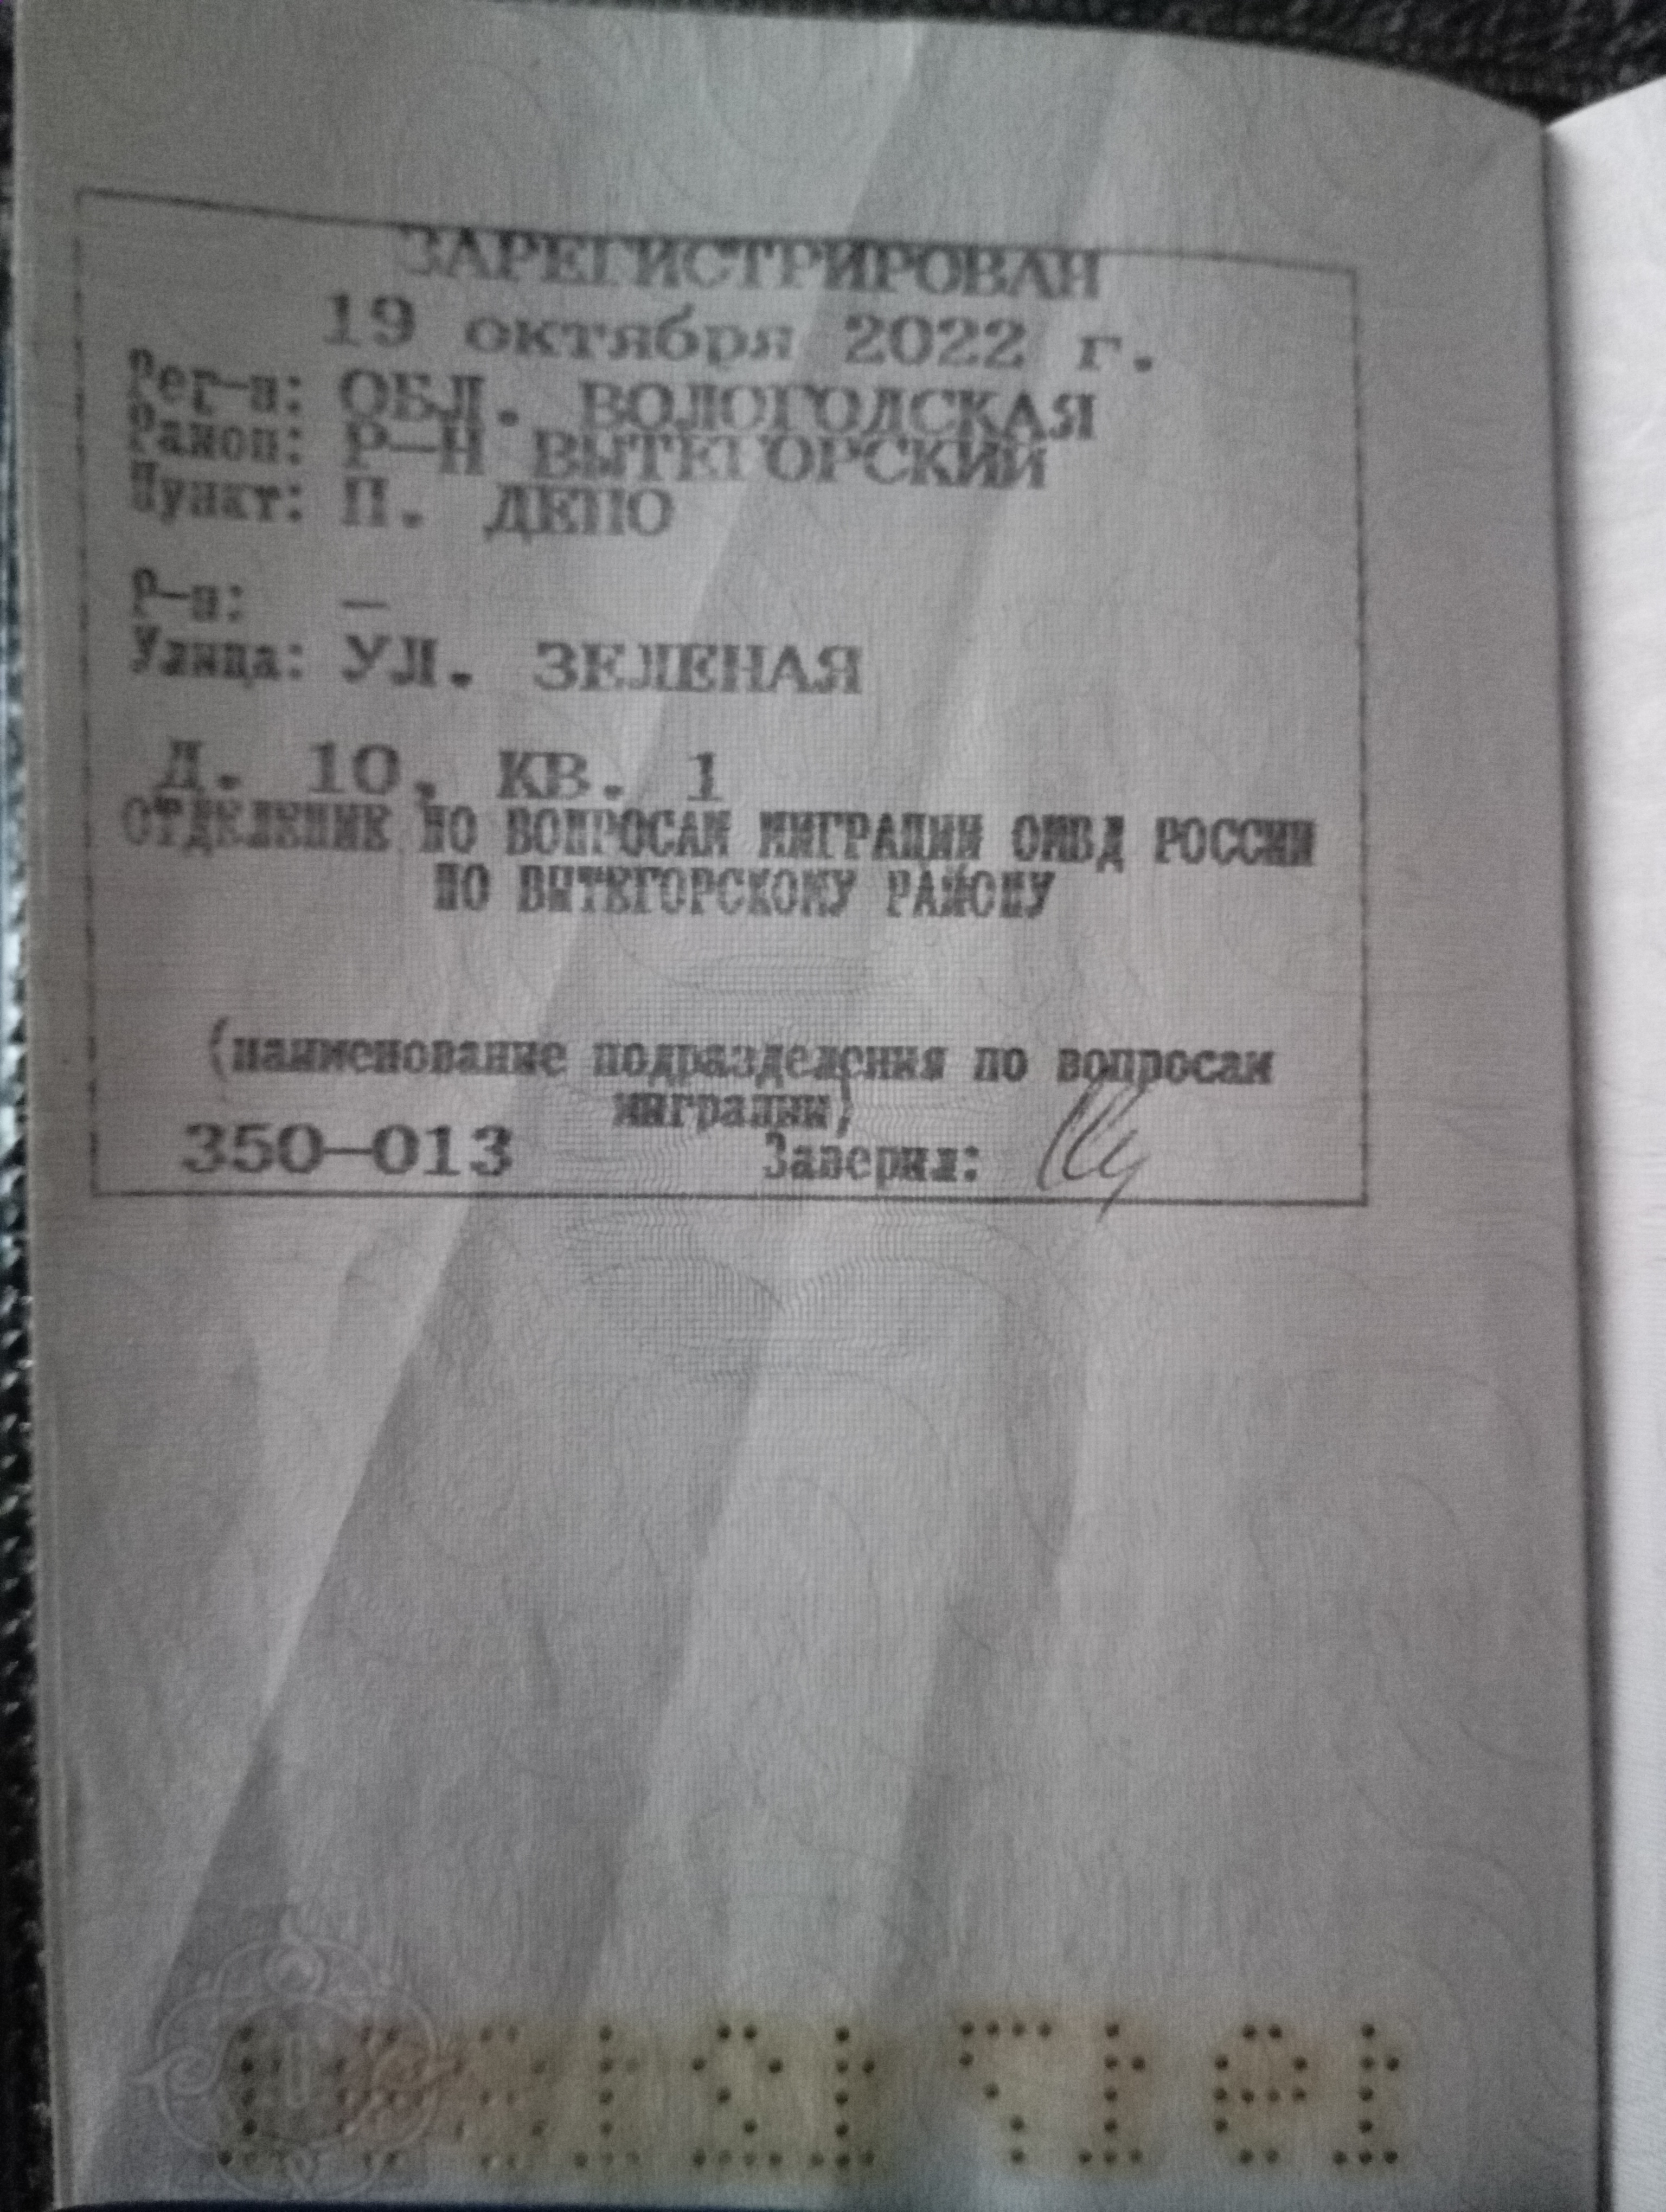 ЗАРЕГИСТРИРОВАН
19 октября 2022 г.
Рег-н: ОБЛ. ВОЛОГОДСКАЯ
Район: Р-Н ВЫТЕГОРСКИЙ
Пункт: П. ДЕПО
Р-н: –
Улица: УЛ. ЗЕЛЕНАЯ
Д. 10, КВ. 1
ОТДЕЛЕНИЕ ПО ВОПРОСАМ МИГРАЦИИ ОМВД РОССИИ
ПО ВЫТЕГОРСКОМУ РАЙОНУ
(наименование подразделения по вопросам
миграции)
350-013 Заверил: